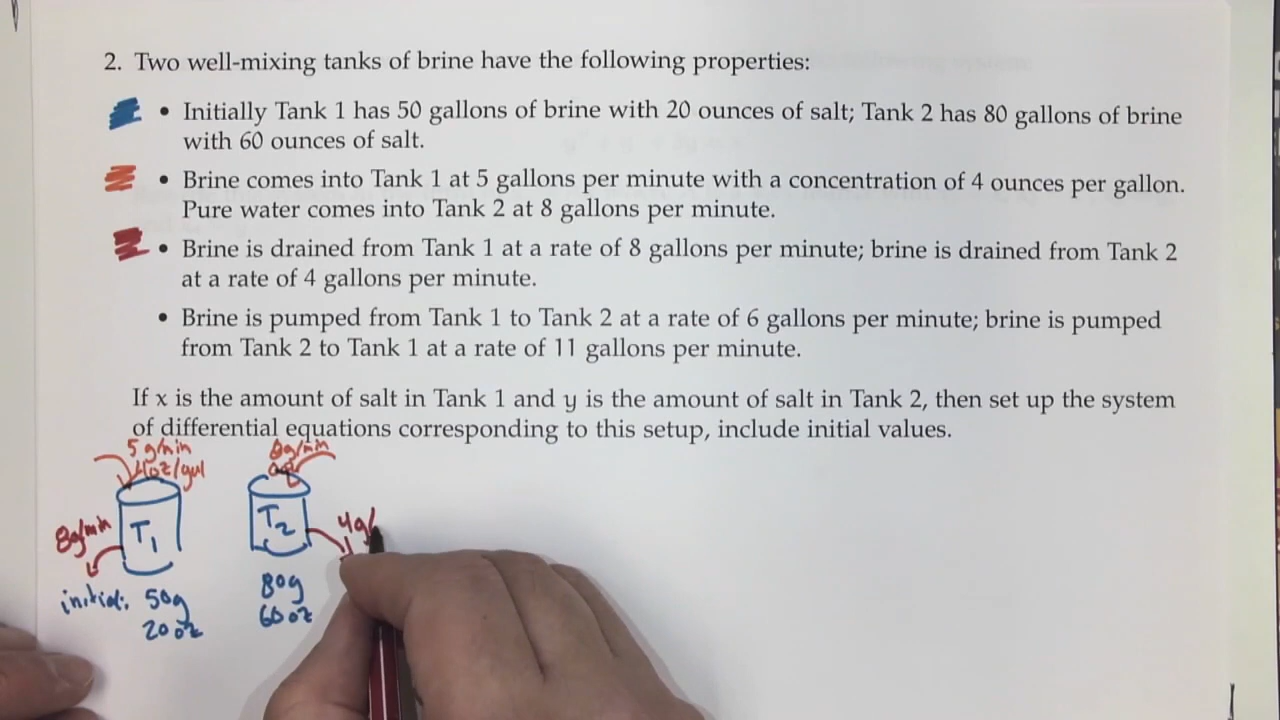 2. Two well-mixing tanks of brine have the following properties:
• Initially Tank 1 has 50 gallons of brine with 20 ounces of salt; Tank 2 has 80 gallons of brine
with 60 ounces of salt.
• Brine comes into Tank 1 at 5 gallons per minute with a concentration of 4 ounces per gallon.
Pure water comes into Tank 2 at 8 gallons per minute.
• Brine is drained from Tank 1 at a rate of 8 gallons per minute; brine is drained from Tank 2
at a rate of 4 gallons per minute.
• Brine is pumped from Tank 1 to Tank 2 at a rate of 6 gallons per minute; brine is pumped
from Tank 2 to Tank 1 at a rate of 11 gallons per minute.
If x is the amount of salt in Tank 1 and y is the amount of salt in Tank 2, then set up the system
of differential equations corresponding to this setup, include initial values.
5 g/min 8g/min
4oz/gal
8g/min T1 T2 4g/
initial: 50g 80g
20 oz 60 oz